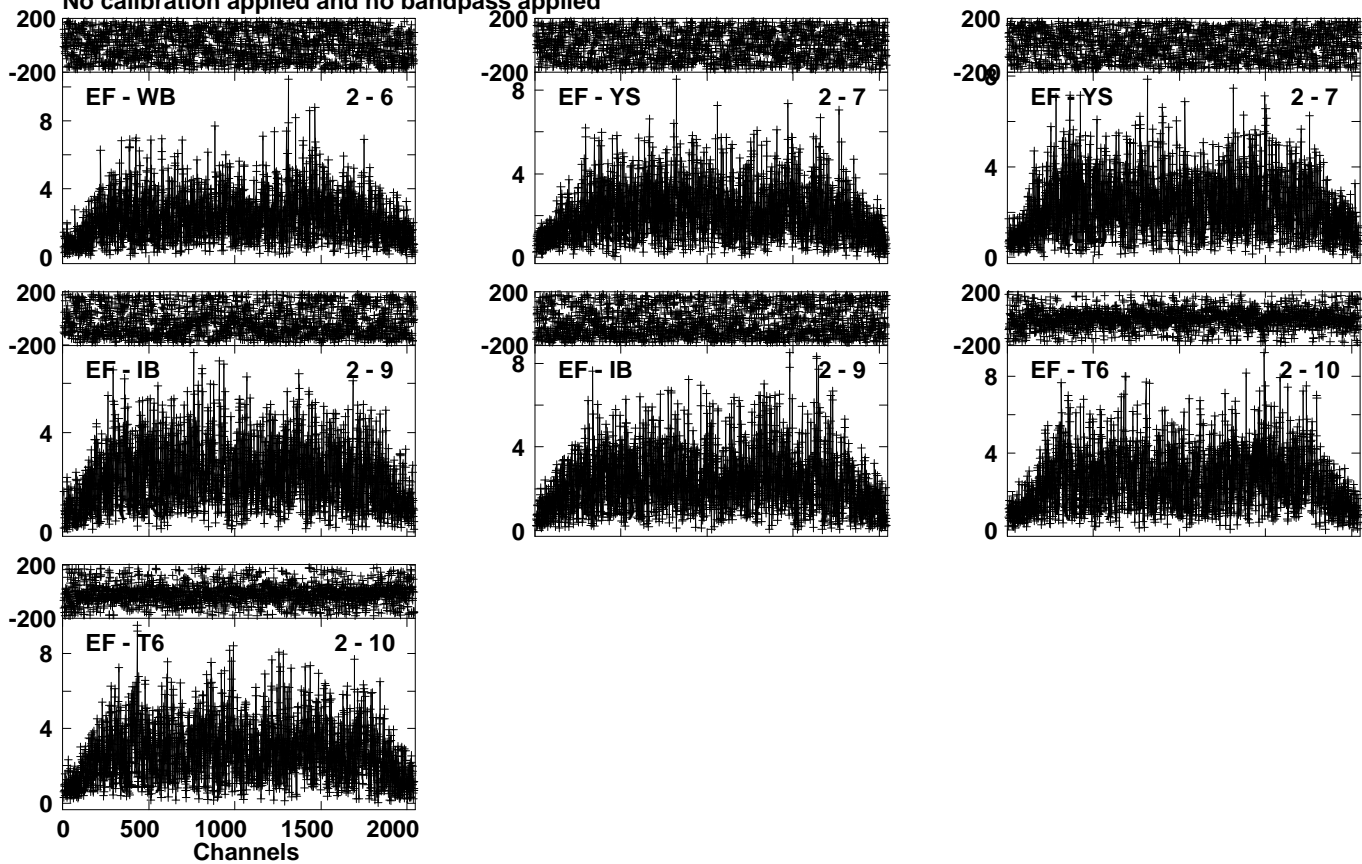 No calibration applied and no bandpass applied
200 200 200
-200 -200 -200
EF - WB 2 - 6 EF - YS 2 - 7 EF - YS 2 - 7
8 8 8
4 4 4
0 0 0
200 200 200
-200 -200 -200
EF - IB 2 - 9 EF - IB 2 - 9 EF - T6 2 - 10
8 8
4 4 4
0 0 0
200
-200
EF - T6 2 - 10
8
4
0
0 500 1000 1500 2000
Channels